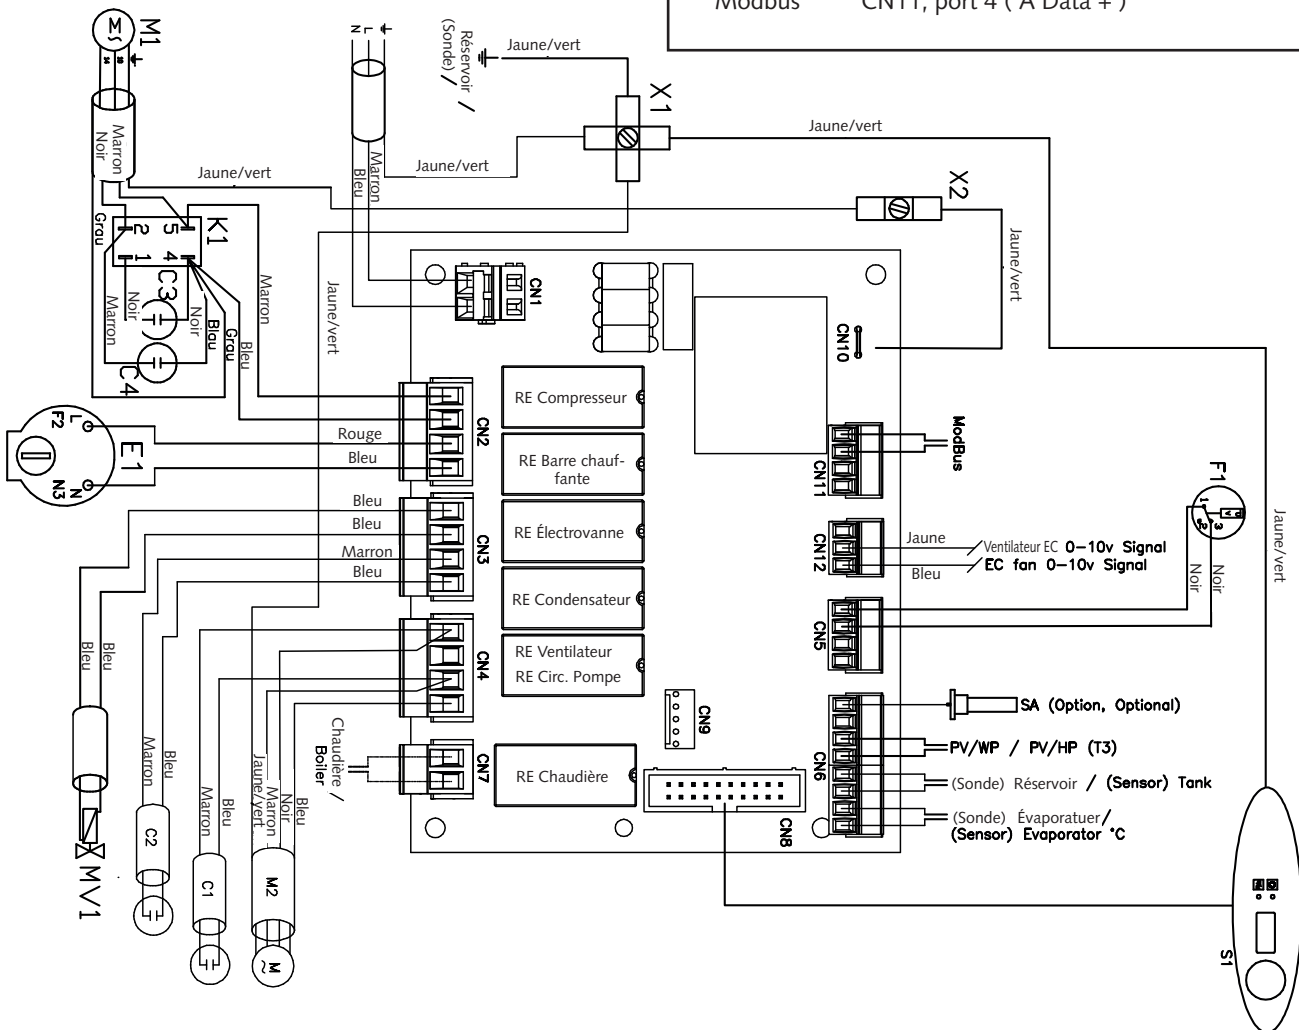 Modbus CN11, port 4 ( A Data + )
M1
M
Marron
Noir
Jaune/vert
Grau
K1
2
5
1
4
C3
Noir
Marron
C4
Noir
Blau
Grau
Bleu
Marron
N
L
Réservoir /
(Sonde) /
Jaune/vert
Marron
Bleu
Jaune/vert
X1
Jaune/vert
X2
Jaune/vert
Jaune/vert
CN1
CN10
RE Compresseur
CN2
ModBus
CN11
F2
L
E1
N
N3
Rouge
Bleu
RE Barre chauf-
fante
F1
1
2
3
P
Noir
Noir
Jaune/vert
Bleu
Bleu
Marron
Bleu
CN3
RE Électrovanne
CN12
Jaune
Bleu
Ventilateur EC 0-10v Signal
EC fan 0-10v Signal
RE Condensateur
CN5
CN4
RE Ventilateur
RE Circ. Pompe
Bleu
Bleu
SA (Option, Optional)
CN9
PV/WP / PV/HP (T3)
CN6
CN7
RE Chaudière
Chaudière /
Boiler
(Sonde) Réservoir / (Sensor) Tank
(Sonde) Évaporatuer/
(Sensor) Evaporator °C
CN8
Bleu
Marron
Bleu
Marron
Bleu
Noir
Marron
Jaune/vert
MV1
C2
C1
M2
M
S1